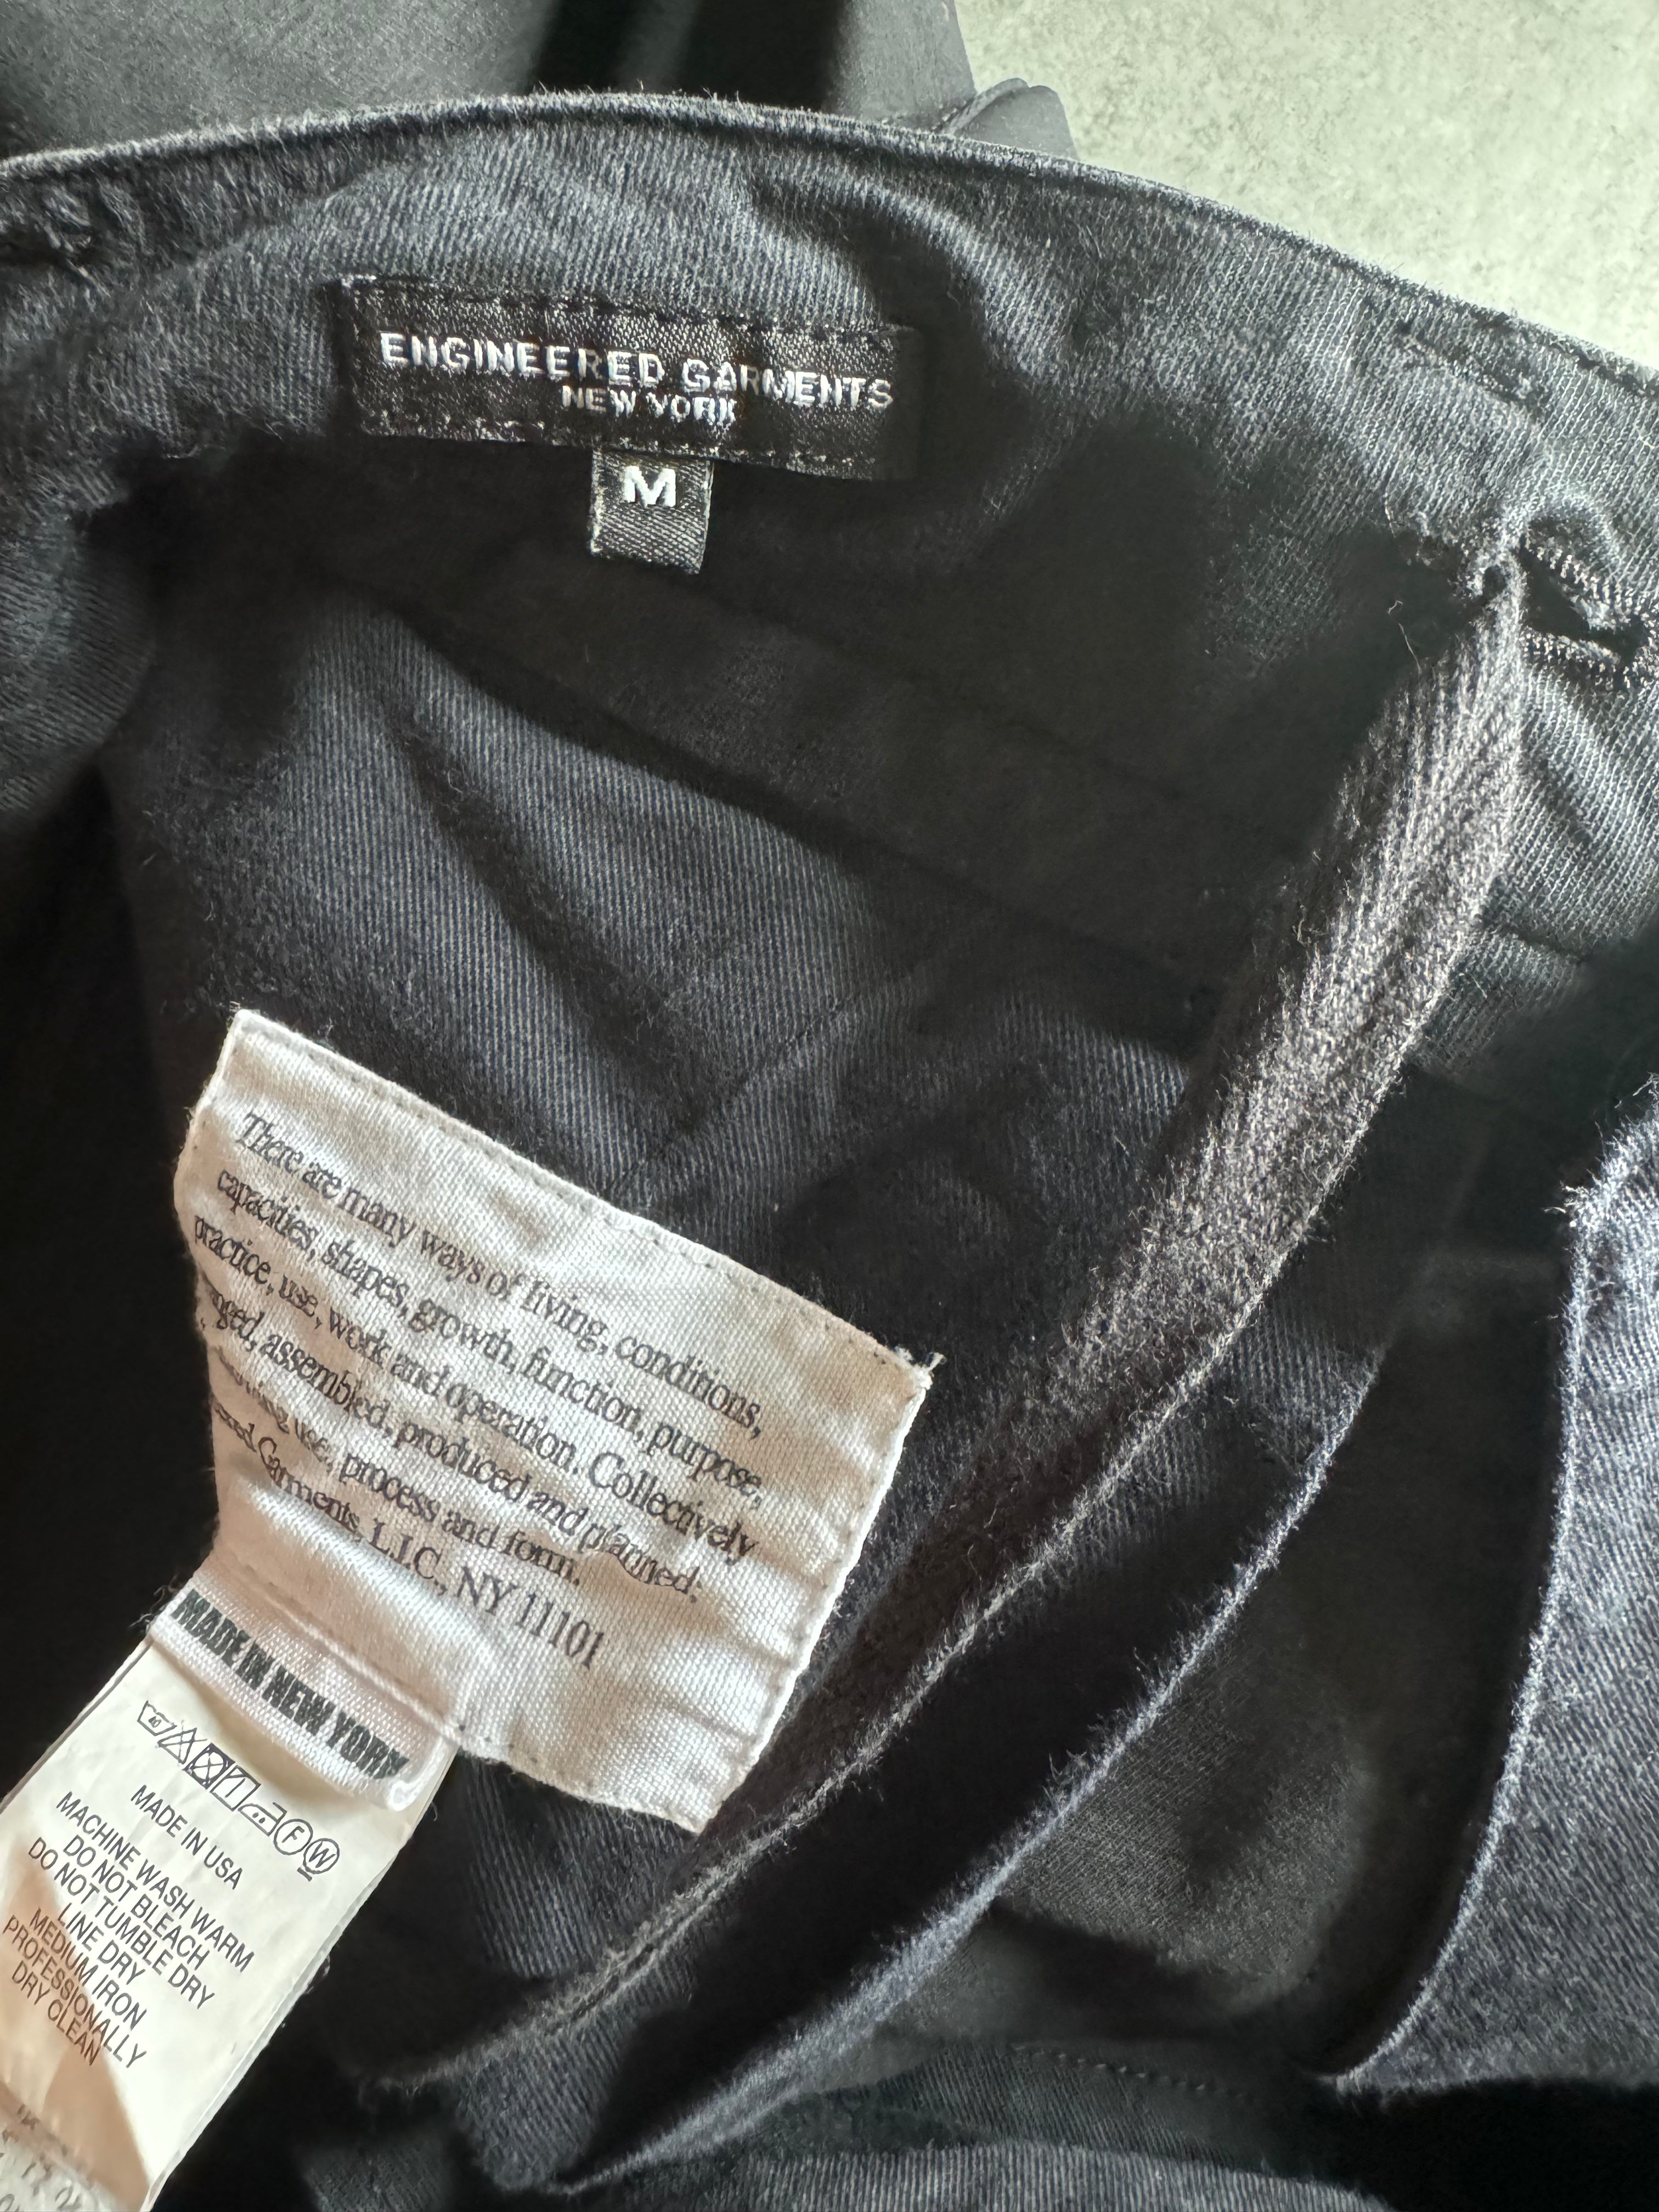 ENGINEERED GARMENTS
NEW YORK
M
There are many ways of living, conditions,
capacities, shapes, growth, function, purpose,
practice, use, work and operation. Collectively
assembled, produced and planned;
use, process and form.
Garments, L.I.C., NY 11101
MADE IN NEW YORK
40 F W
MADE IN USA
MACHINE WASH WARM
DO NOT BLEACH
DO NOT TUMBLE DRY
LINE DRY
MEDIUM IRON
PROFESSIONALLY
DRY CLEAN